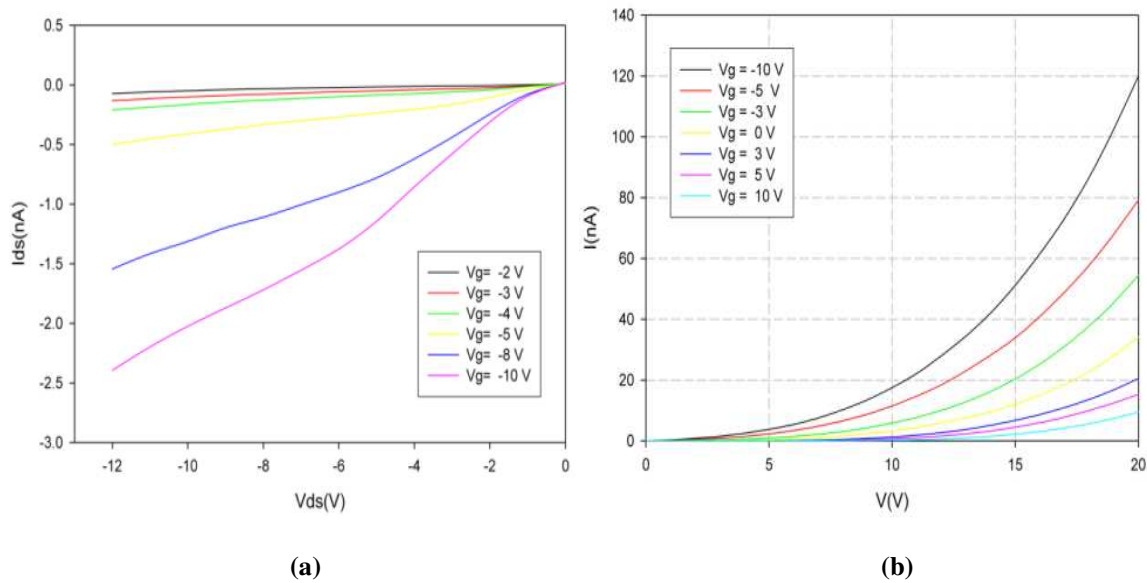 0.5
0.0
-0.5
-1.0
-1.5
-2.0
-2.5
-3.0
Ids(nA)
Vg= -2 V
Vg= -3 V
Vg= -4 V
Vg= -5 V
Vg= -8 V
Vg= -10 V
-12 -10 -8 -6 -4 -2 0
Vds(V)
(a)
140
120
100
80
60
40
20
0
I(nA)
Vg = -10 V
Vg = -5 V
Vg = -3 V
Vg = 0 V
Vg = 3 V
Vg = 5 V
Vg = 10 V
0 5 10 15 20
V(V)
(b)